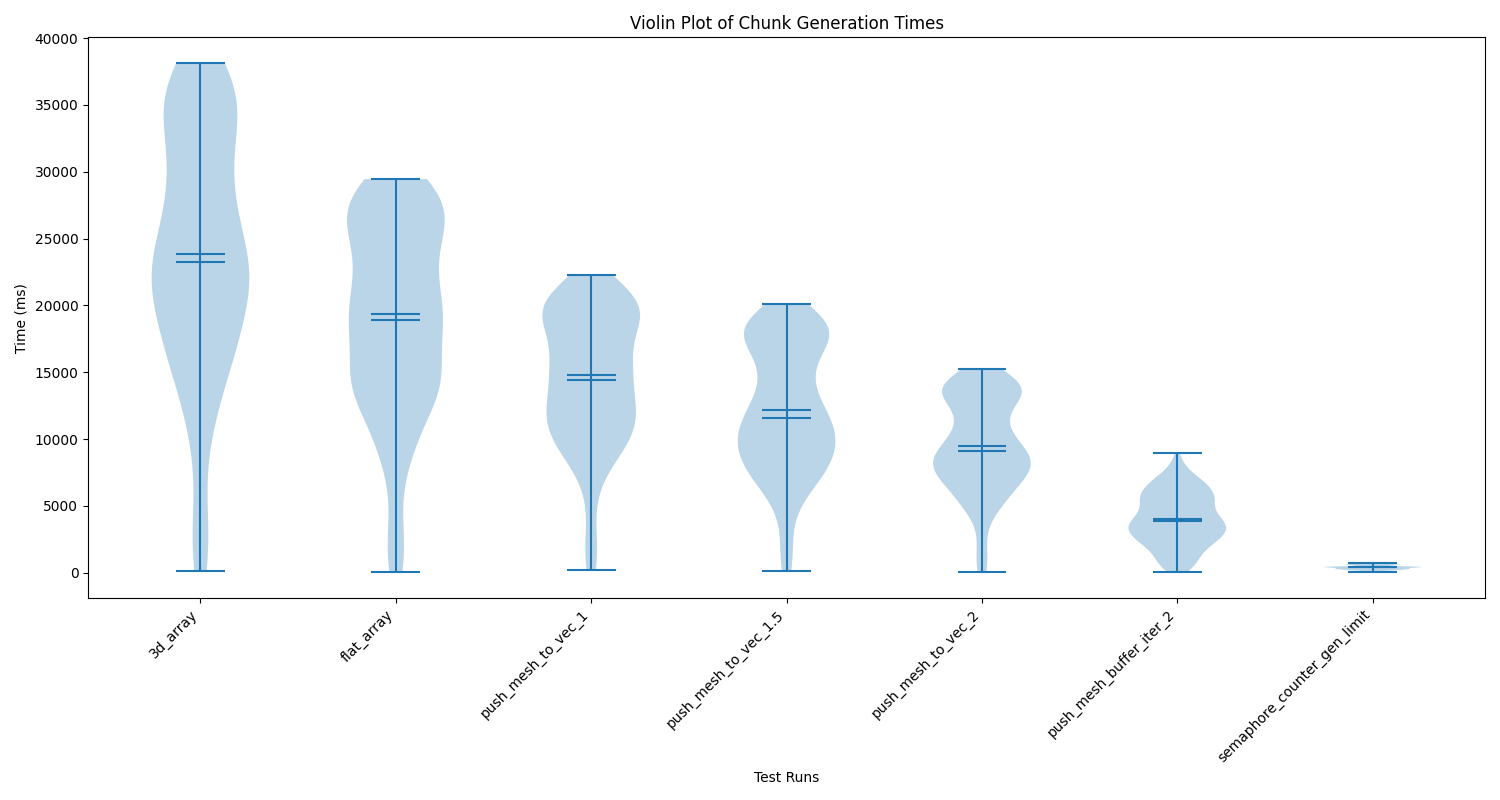 Violin Plot of Chunk Generation Times
40000
35000
30000
25000
20000
15000
10000
5000
0
Time (ms)
3d_array
flat_array
push_mesh_to_vec_1
push_mesh_to_vec_1.5
push_mesh_to_vec_2
push_mesh_buffer_iter_2
semaphore_counter_gen_limit
Test Runs